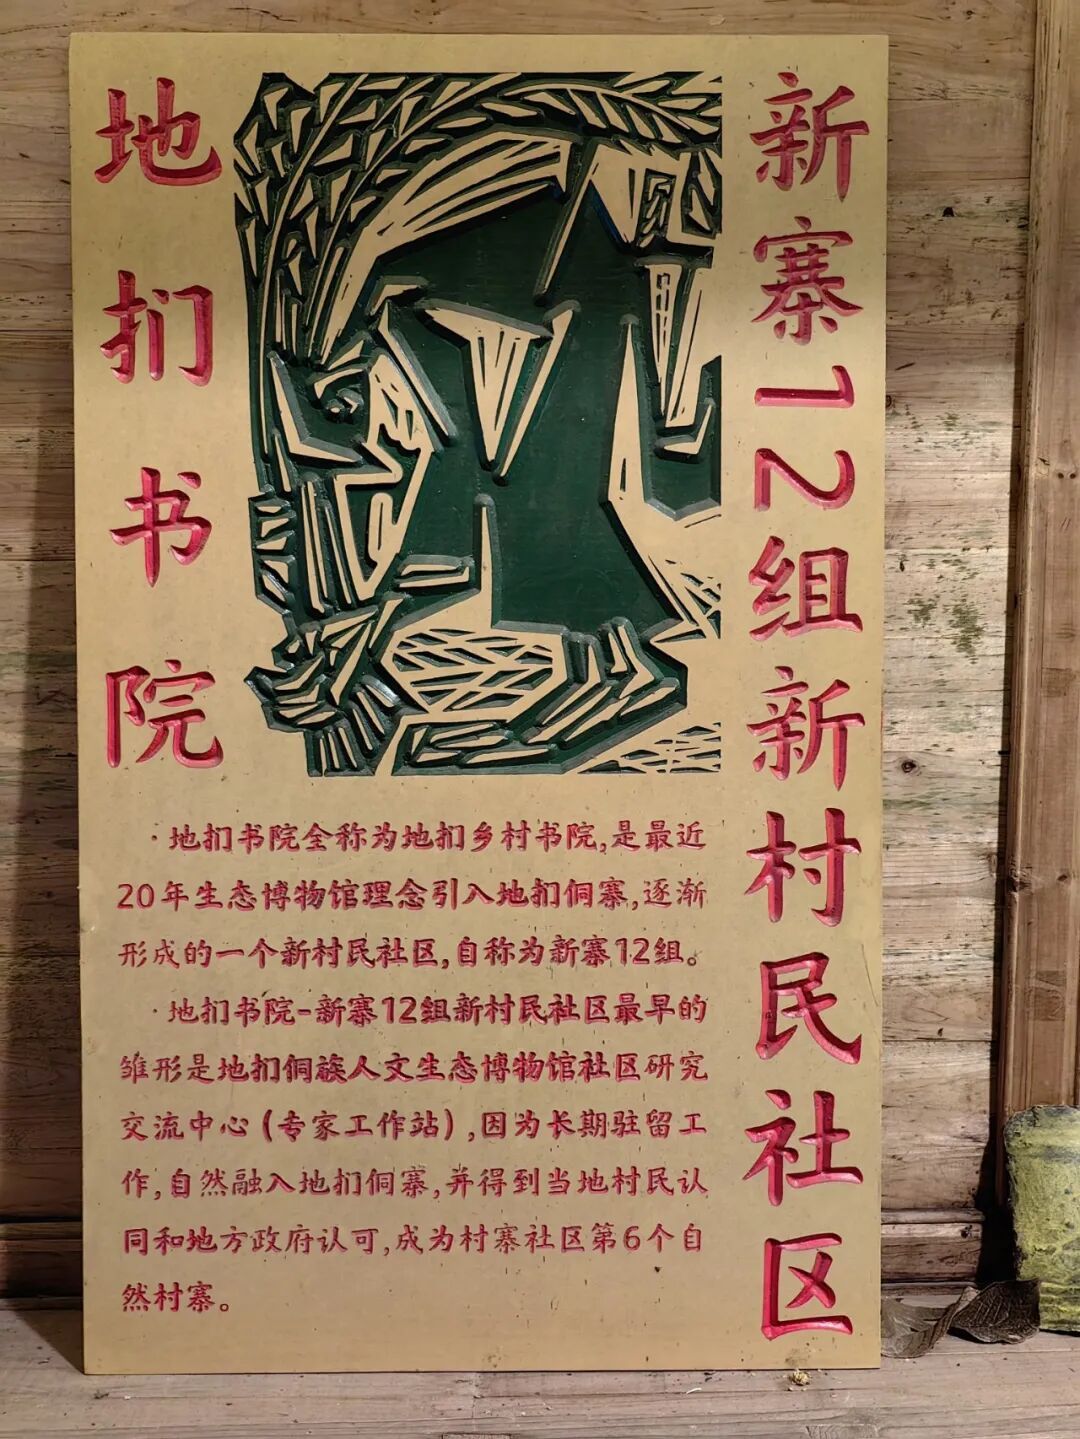 新寨12组新村民社区
地扪书院
·地扪书院全称为地扪乡村书院,是最近
20年生态博物馆理念引入地扪侗寨,逐渐
形成的一个新村民社区,自称为新寨12组。
·地扪书院-新寨12组新村民社区最早的
雏形是地扪侗族人文生态博物馆社区研究
交流中心(专家工作站),因为长期驻留工
作,自然融入地扪侗寨,并得到当地村民认
同和地方政府认可,成为村寨社区第6个自
然村寨。